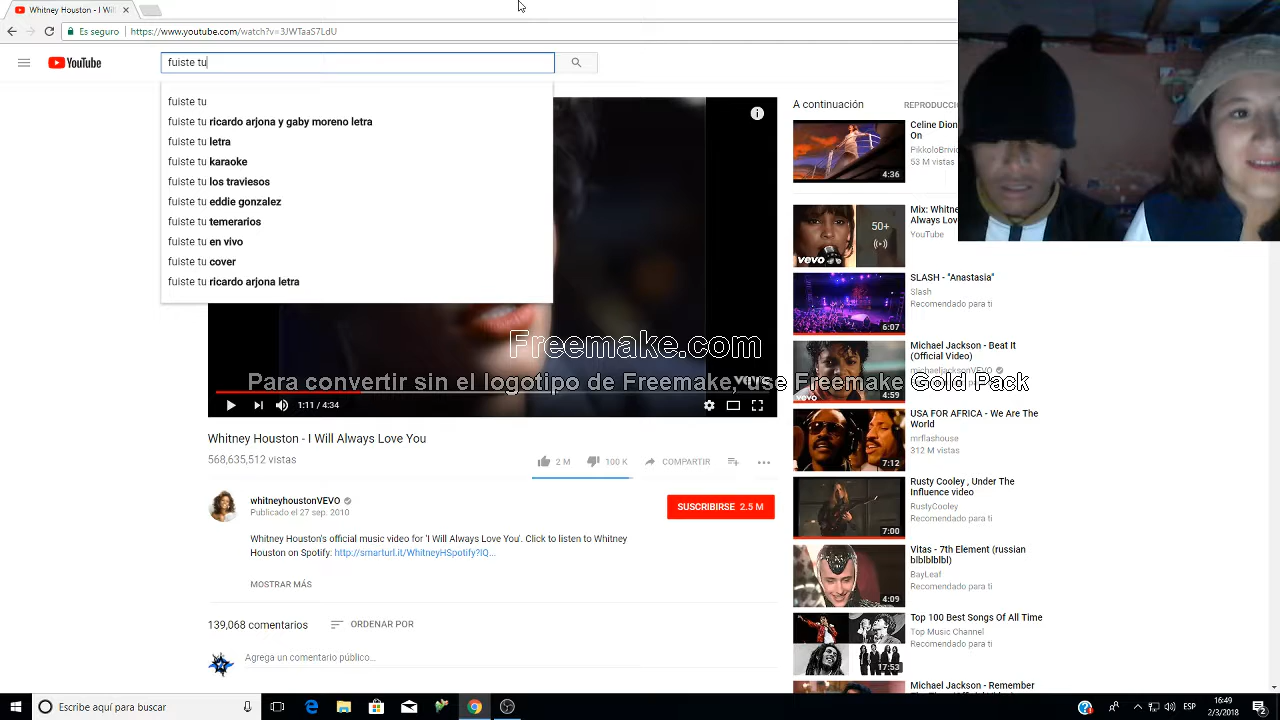 Whitney Houston - I Will
Es seguro
https://www.youtube.com/watch?v=3JWTaaS7LdU
YouTube
fuiste tu
fuiste tu
fuiste tu ricardo arjona y gaby moreno letra
fuiste tu letra
fuiste tu karaoke
fuiste tu los traviesos
fuiste tu eddie gonzalez
fuiste tu temerarios
fuiste tu en vivo
fuiste tu cover
fuiste tu ricardo arjona letra
Freemake.com
Para convertir sin el logotipo de Freemake, use Freemake Gold Pack
1:11 / 4:34
Whitney Houston - I Will Always Love You
568,635,512 vistas
2 M
100 K
COMPARTIR
whitneyhoustonVEVO
Publicado el 27 sep. 2010
SUSCRIBIRSE 2.5 M
Whitney Houston's official music video for 'I Will Always Love You'. Click to listen to Whitney
Houston on Spotify: http://smarturl.it/WhitneyHSpotify?IQ...
MOSTRAR MÁS
139,068 comentarios
ORDENAR POR
Agrega un comentario público...
A continuación
REPRODUCCIÓ
Celine Dion
On
PikkoloBrivio
53 M vistas
4:36
Mix: Whitne
Always Lov
YouTube
50+
vevo
SLASH - "Anastasia"
Slash
Recomendado para ti
6:07
Michael Jackson - Beat It
(Official Video)
michaeljacksonVEVO
4:59
vevo
USA FOR AFRICA - We Are The
World
mrflashouse
312 M vistas
7:12
Rusty Cooley , Under The
Influence video
RustyCooley
Recomendado para ti
7:00
Vitas - 7th Element (russian
blblblblbl)
BayLeaf
Recomendado para ti
4:09
Top 100 Best Songs Of All Time
Top Music Channel
Recomendado para ti
17:53
Michael Jackson - Remember
Escribe aquí para buscar
ESP
16:49
2/3/2018
2